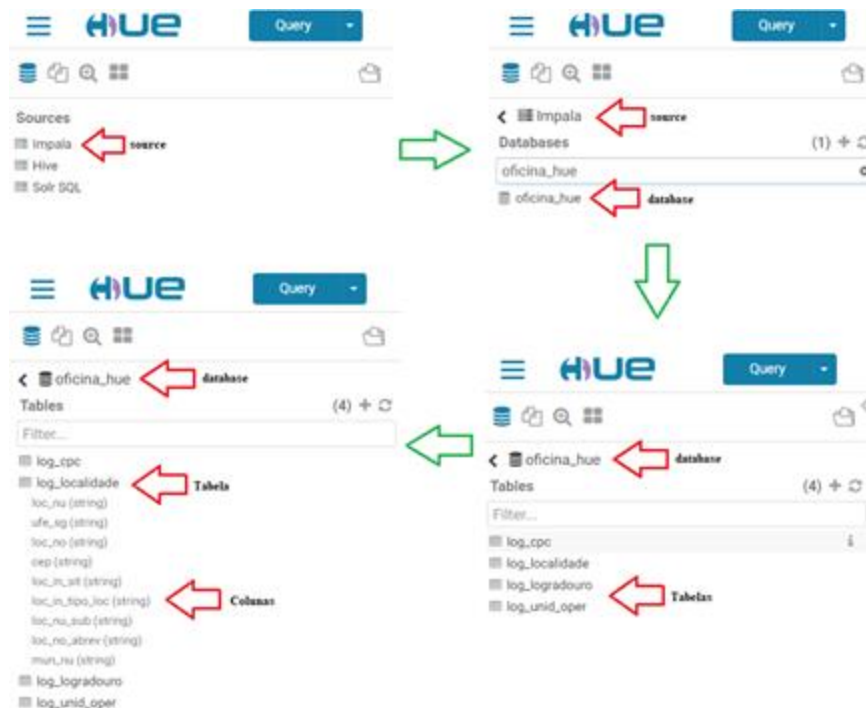 HUE
Query
Sources
Impala
source
Hive
Solr SQL
HUE
Query
Impala
source
Databases
(1)
oficina_hue
oficina_hue
database
HUE
Query
oficina_hue
database
Tables
(4)
Filter...
log_cpc
log_localidade
log_logradouro
log_unid_oper
Tabelas
HUE
Query
oficina_hue
database
Tables
(4)
Filter...
log_cpc
log_localidade
Tabela
loc_nu (string)
ufe_sg (string)
loc_no (string)
cep (string)
loc_in_sit (string)
loc_in_tipo_loc (string)
Colunas
loc_nu_sub (string)
loc_no_abrev (string)
mun_nu (string)
log_logradouro
log_unid_oper